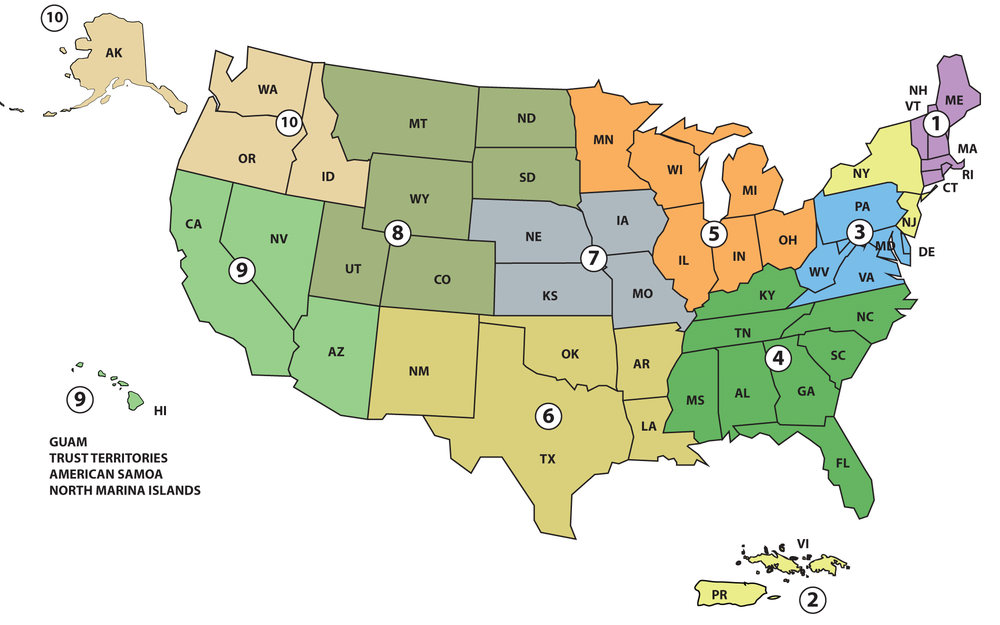 10
AK
WA
10
OR
ID
MT
ND
MN
SD
WY
WI
MI
NH
VT
ME
1
MA
RI
CT
NY
PA
NJ
3
MD
DE
CA
NV
9
8
UT
CO
NE
IA
7
KS
MO
5
IL
IN
OH
WV
VA
KY
NC
TN
SC
4
AZ
NM
OK
AR
MS
AL
GA
6
TX
LA
FL
9
HI
GUAM
TRUST TERRITORIES
AMERICAN SAMOA
NORTH MARINA ISLANDS
VI
PR
2